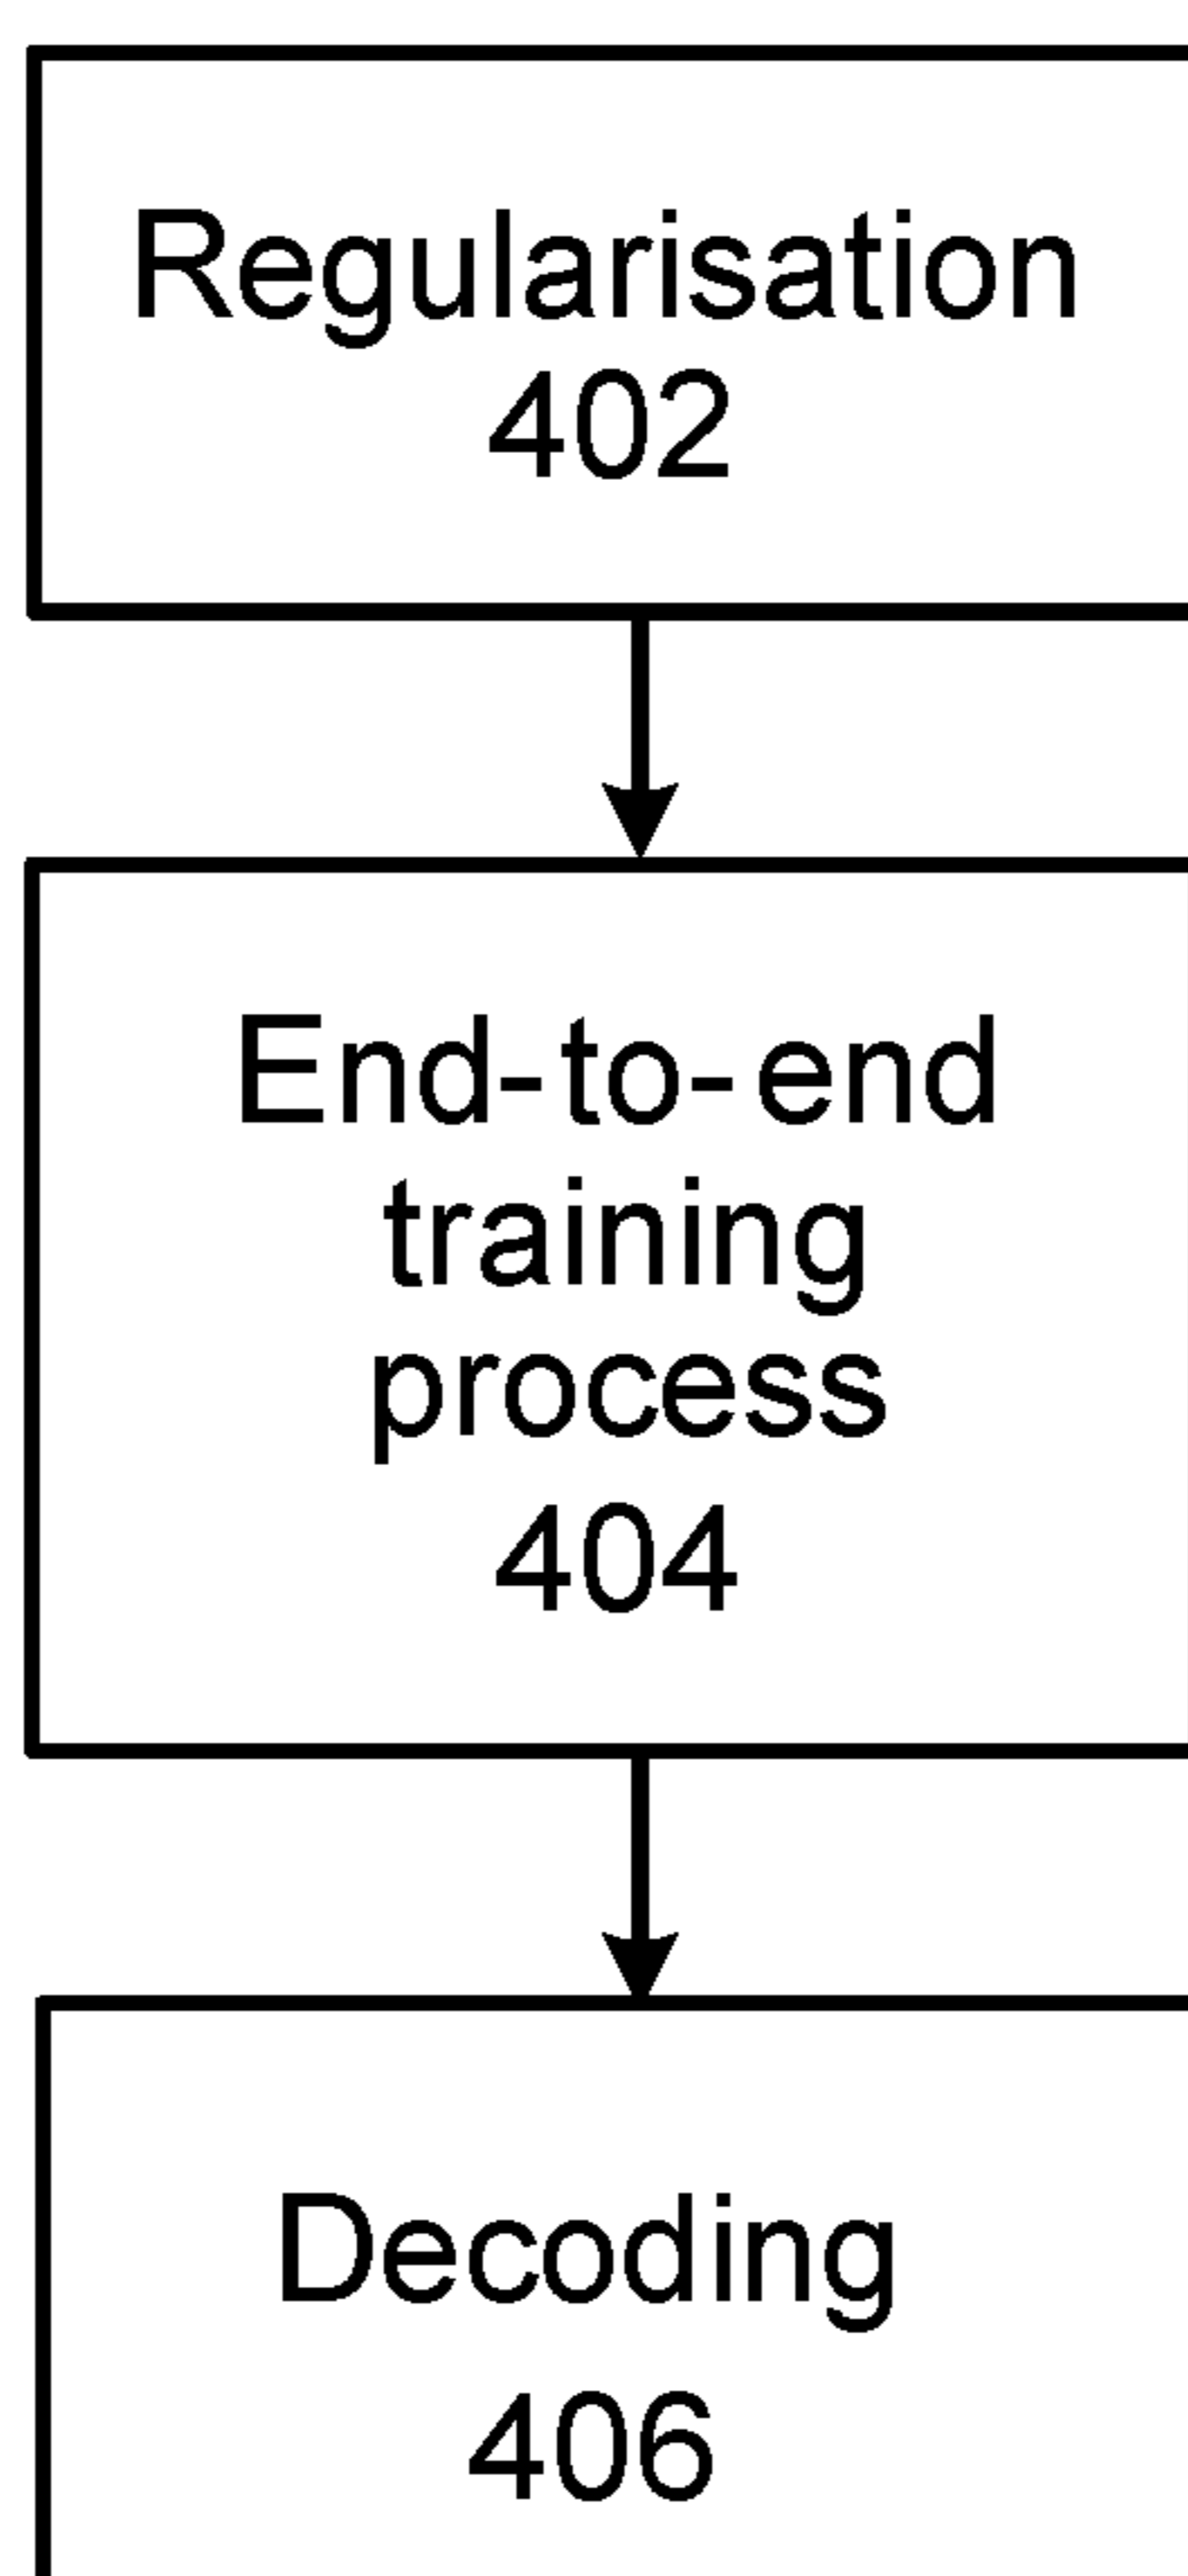 Regularisation
402
End-to-end
training
process
404
Decoding
406